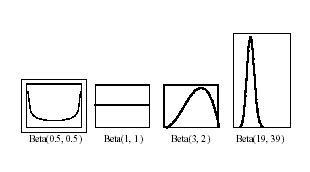 Beta(0.5, 0.5)
Beta(1, 1)
Beta(3, 2)
Beta(19, 39)